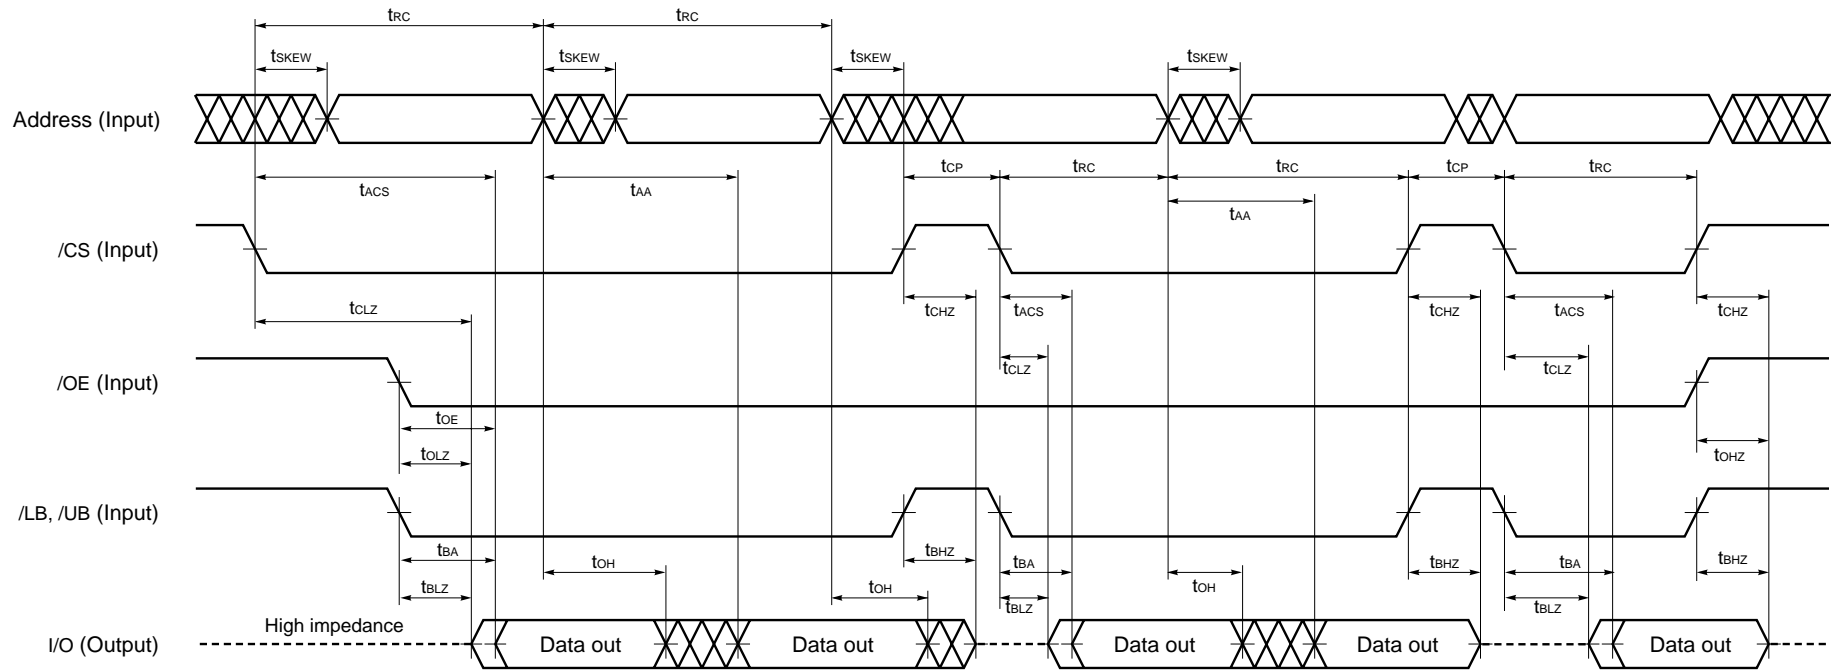 tRC tRC
tSKEW tSKEW tSKEW tSKEW
Address (Input)
tCP tRC tRC tCP tRC
tACS tAA tAA
/CS (Input)
tCLZ tCHZ tACS tCHZ tACS tCHZ
tCLZ tCLZ
/OE (Input)
tOE
tOLZ tOHZ
/LB, /UB (Input)
tBA tOH tBHZ tBA tOH tBHZ tBA tBHZ
tBLZ tOH tBLZ tBLZ
High impedance
I/O (Output) Data out Data out Data out Data out Data out